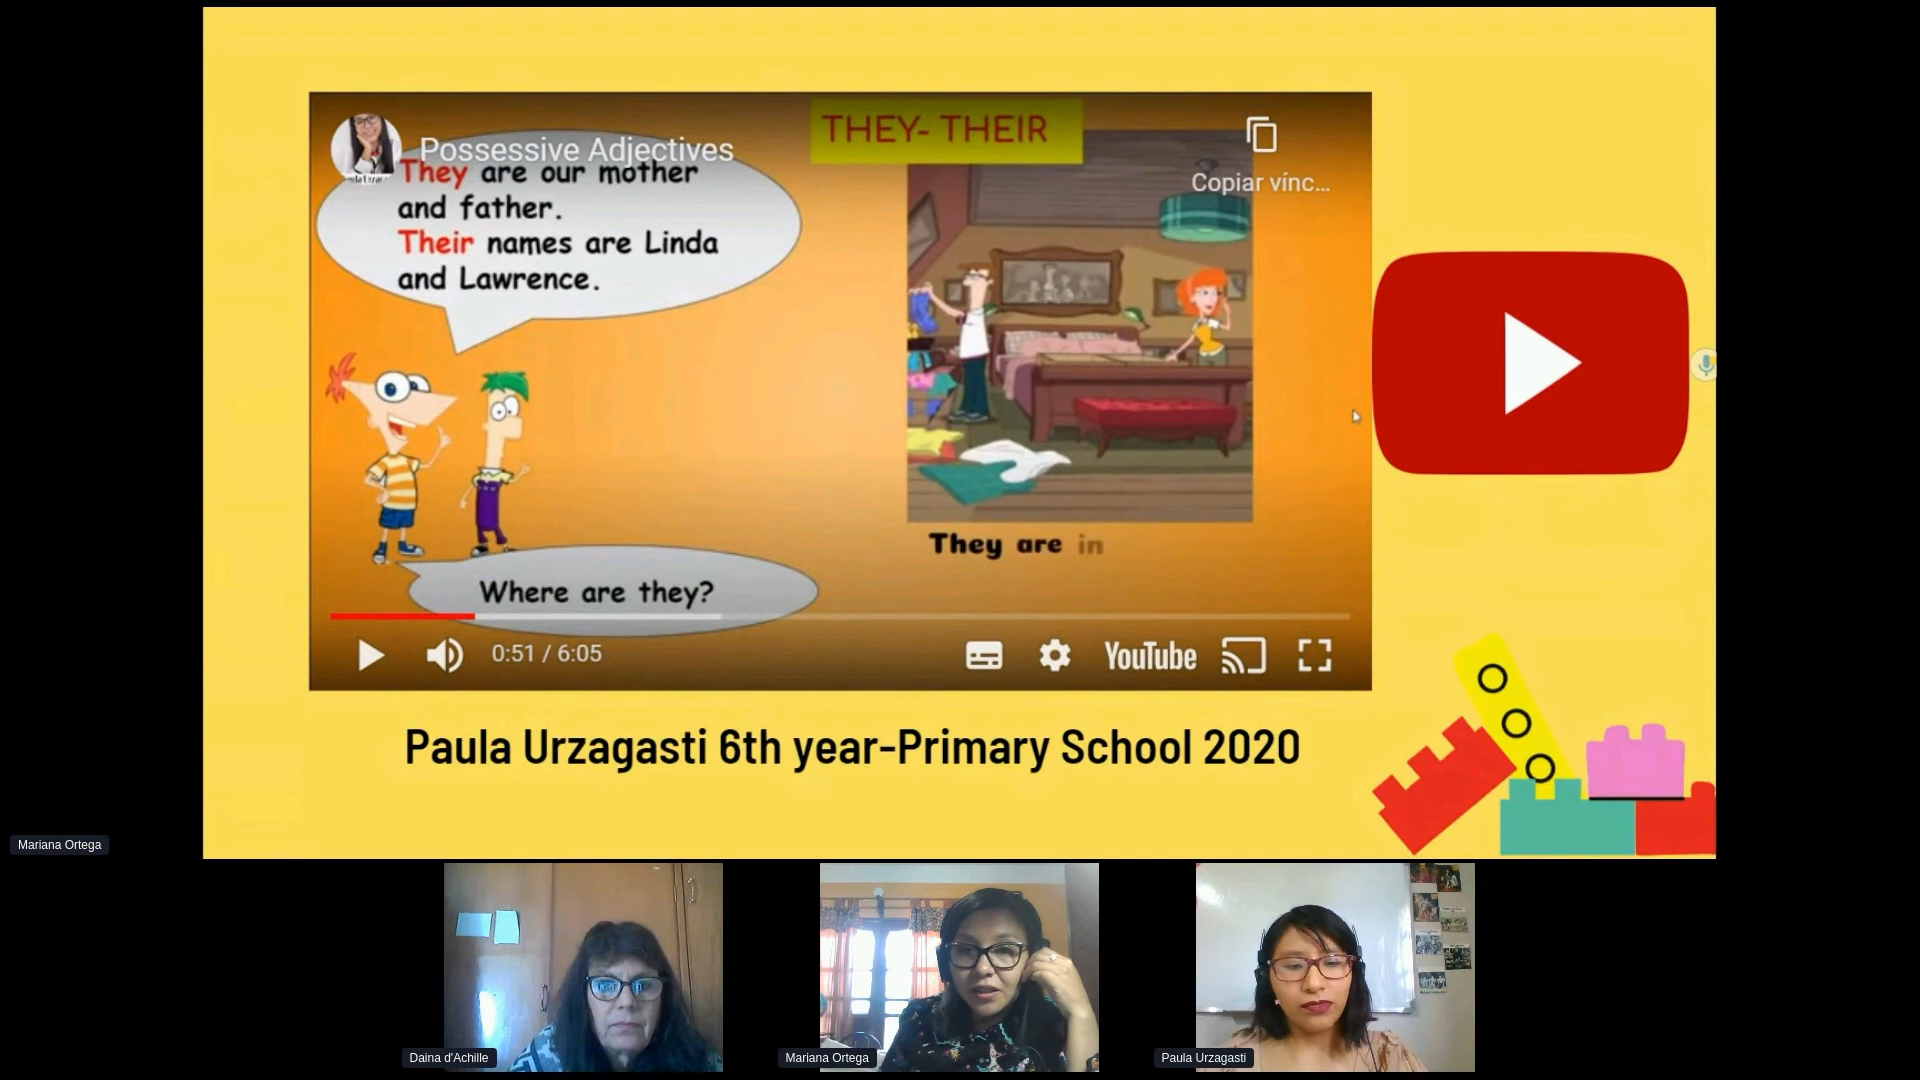 THEY- THEIR
Possessive Adjectives
Copiar vínc...
They are our mother
and father.
Their names are Linda
and Lawrence.
They are in
Where are they?
0:51 / 6:05
YouTube
Paula Urzagasti 6th year-Primary School 2020
Mariana Ortega
Daina d'Achille
Mariana Ortega
Paula Urzagasti